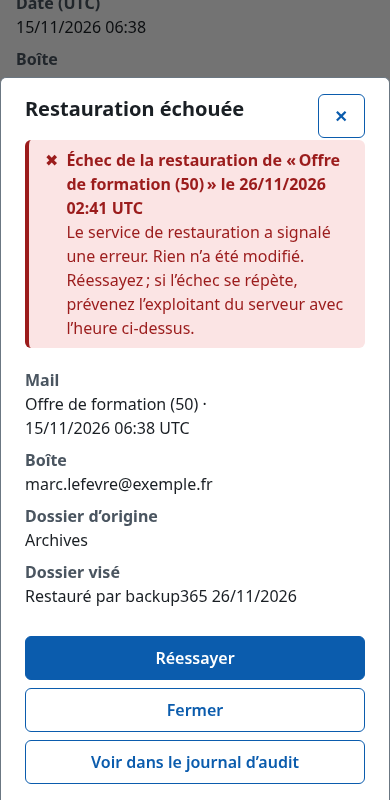 Date (UTC)
15/11/2026 06:38
Boîte
Restauration échouée
×
✖ Échec de la restauration de « Offre
de formation (50) » le 26/11/2026
02:41 UTC
Le service de restauration a signalé
une erreur. Rien n’a été modifié.
Réessayez ; si l’échec se répète,
prévenez l’exploitant du serveur avec
l’heure ci-dessus.
Mail
Offre de formation (50) ·
15/11/2026 06:38 UTC
Boîte
marc.lefevre@exemple.fr
Dossier d’origine
Archives
Dossier visé
Restauré par backup365 26/11/2026
Réessayer
Fermer
Voir dans le journal d’audit